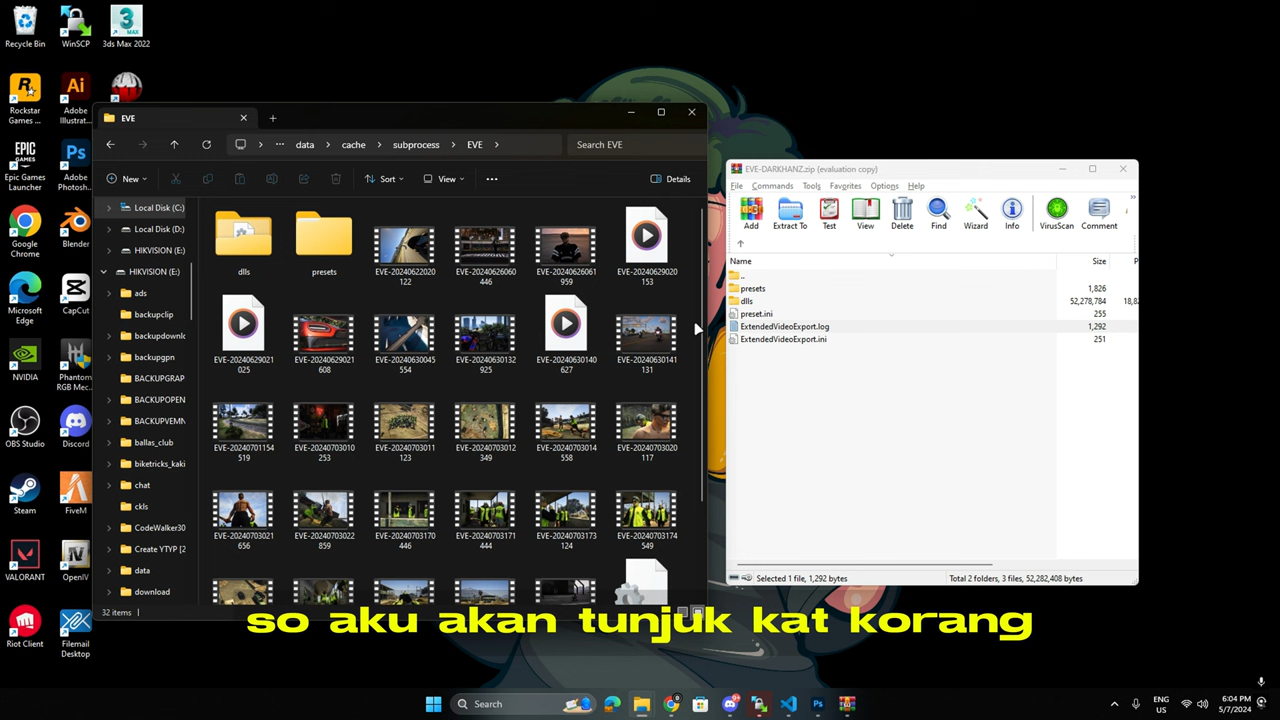 Recycle Bin
WinSCP
3ds Max 2022
Rockstar Games ...
Adobe Illustrator...
EVE
data
cache
subprocess
EVE
Search EVE
New
Sort
View
Details
Epic Games Launcher
Adobe Photosh...
Google Chrome
Blender
Microsoft Edge
CapCut
NVIDIA
Phantom RGB Mec...
OBS Studio
Discord
Steam
FiveM
VALORANT
OpenIV
Riot Client
Filemail Desktop
Local Disk (C:)
Local Disk (D:)
HIKVISION (E:)
HIKVISION (E:)
ads
backupclip
backupdownlc
backupgpn
BACKUPGRAP
BACKUPOPEN
BACKUPVEMN
ballas_club
biketricks_kaki
chat
ckls
CodeWalker30
Create YTYP [2
data
download
dlls
presets
EVE-20240622020122
EVE-20240626060446
EVE-20240626061959
EVE-20240629020153
EVE-20240629021025
EVE-20240629021608
EVE-20240630045554
EVE-20240630132925
EVE-20240630140627
EVE-20240630141131
EVE-20240701154519
EVE-20240703010253
EVE-20240703011123
EVE-20240703012349
EVE-20240703014558
EVE-20240703020117
EVE-20240703021656
EVE-20240703022859
EVE-20240703170446
EVE-20240703171444
EVE-20240703173124
EVE-20240703174549
32 items
EVE-DARKHANZ.zip (evaluation copy)
File Commands Tools Favorites Options Help
Add Extract To Test View Delete Find Wizard Info VirusScan Comment
Name Size P
..
presets 1,826
dlls 52,278,784 18,8
preset.ini 255
ExtendedVideoExport.log 1,292
ExtendedVideoExport.ini 251
Selected 1 file, 1,292 bytes
Total 2 folders, 3 files, 52,282,408 bytes
so aku akan tunjuk kat korang
Search
ENG
US
6:04 PM
5/7/2024